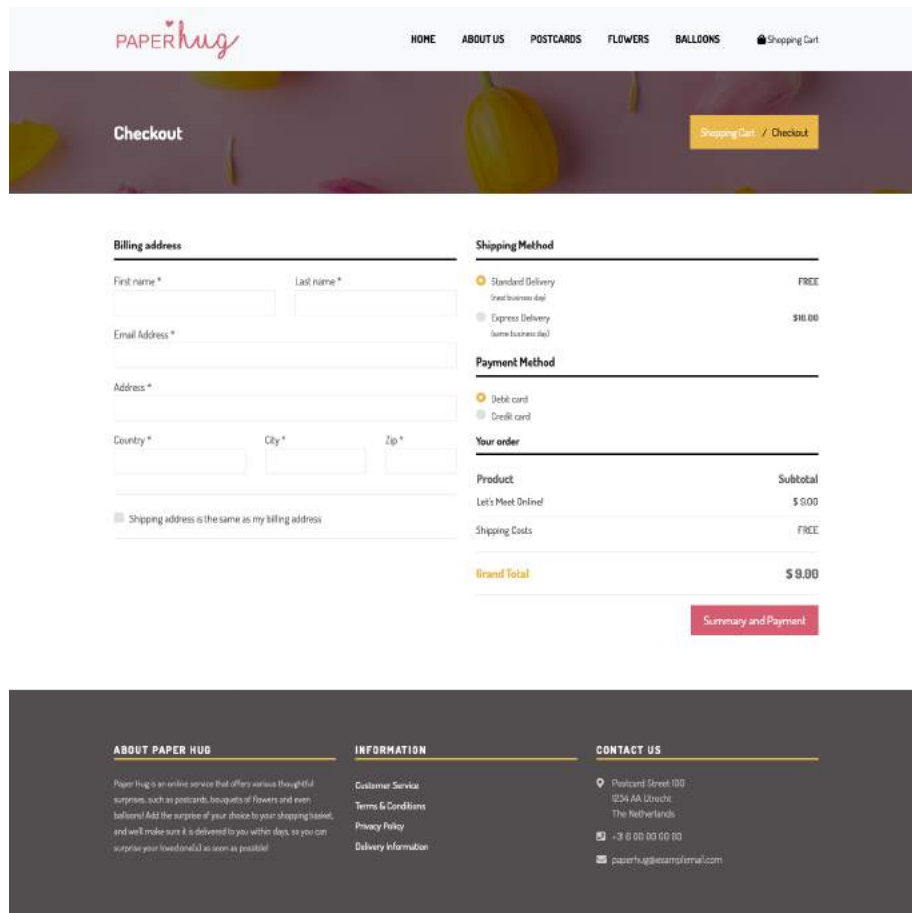 PAPER hug
HOME ABOUT US POSTCARDS FLOWERS BALLOONS Shopping Cart
Checkout
Shopping Cart / Checkout
Billing address
First name * Last name *
Email Address *
Address *
Country * City * Zip *
Shipping address is the same as my billing address
Shipping Method
Standard Delivery FREE
(next business day)
Express Delivery $10.00
(same business day)
Payment Method
Debit card
Credit card
Your order
Product Subtotal
Let's Meet Online! $ 9.00
Shipping Costs FREE
Grand Total $ 9.00
Summary and Payment
ABOUT PAPER HUG
Paper Hug is an online service that offers various thoughtful
surprises, such as postcards, bouquets of flowers and even
balloons! Add the surprise of your choice to your shopping basket,
and we'll make sure it is delivered to you within days, so you can
surprise your loved one(s) as soon as possible!
INFORMATION
Customer Service
Terms & Conditions
Privacy Policy
Delivery Information
CONTACT US
Postcard Street 100
1234 AA Utrecht
The Netherlands
+31 6 00 00 00 00
paperhug@examplemail.com